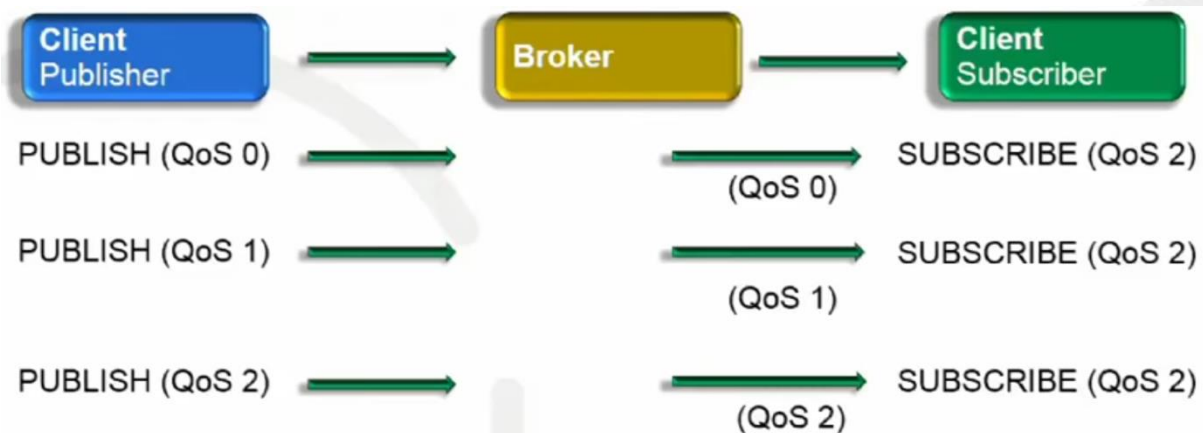 Client
Publisher
Broker
Client
Subscriber
PUBLISH (QoS 0)
SUBSCRIBE (QoS 2)
(QoS 0)
PUBLISH (QoS 1)
SUBSCRIBE (QoS 2)
(QoS 1)
PUBLISH (QoS 2)
SUBSCRIBE (QoS 2)
(QoS 2)